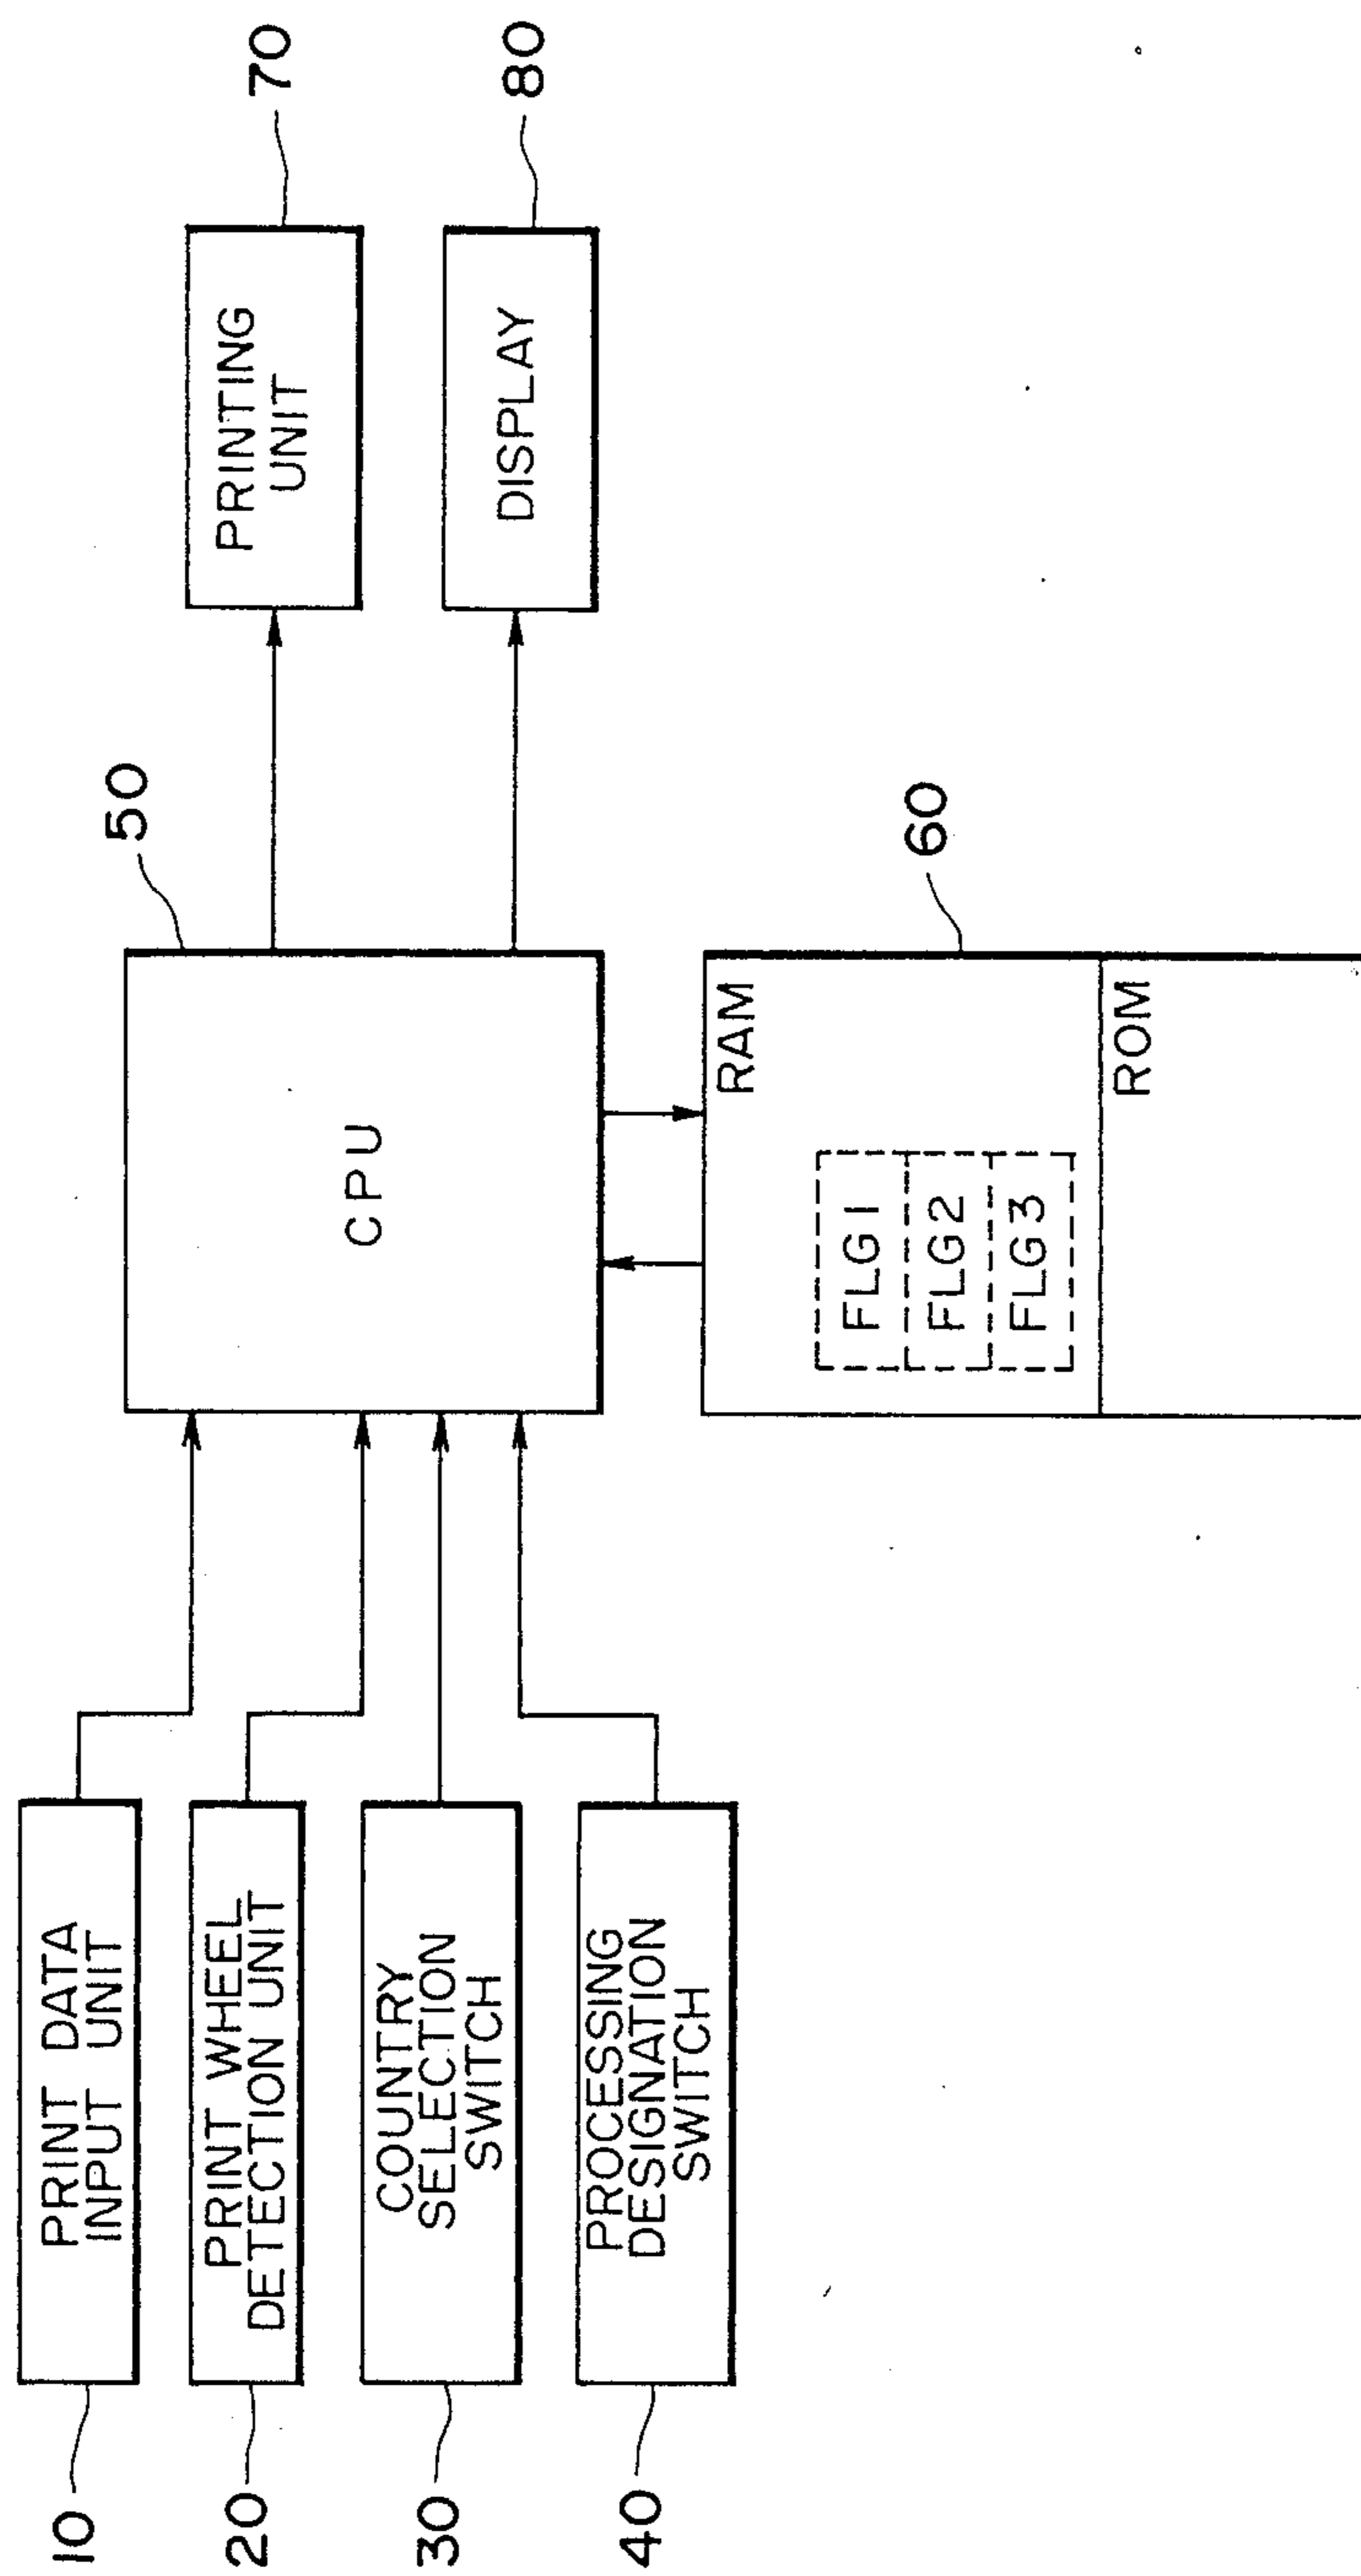 10
PRINT DATA
INPUT UNIT
20
PRINT WHEEL
DETECTION UNIT
30
COUNTRY
SELECTION
SWITCH
40
PROCESSING
DESIGNATION
SWITCH
50
CPU
60
RAM
FLG1
FLG2
FLG3
ROM
70
PRINTING
UNIT
80
DISPLAY